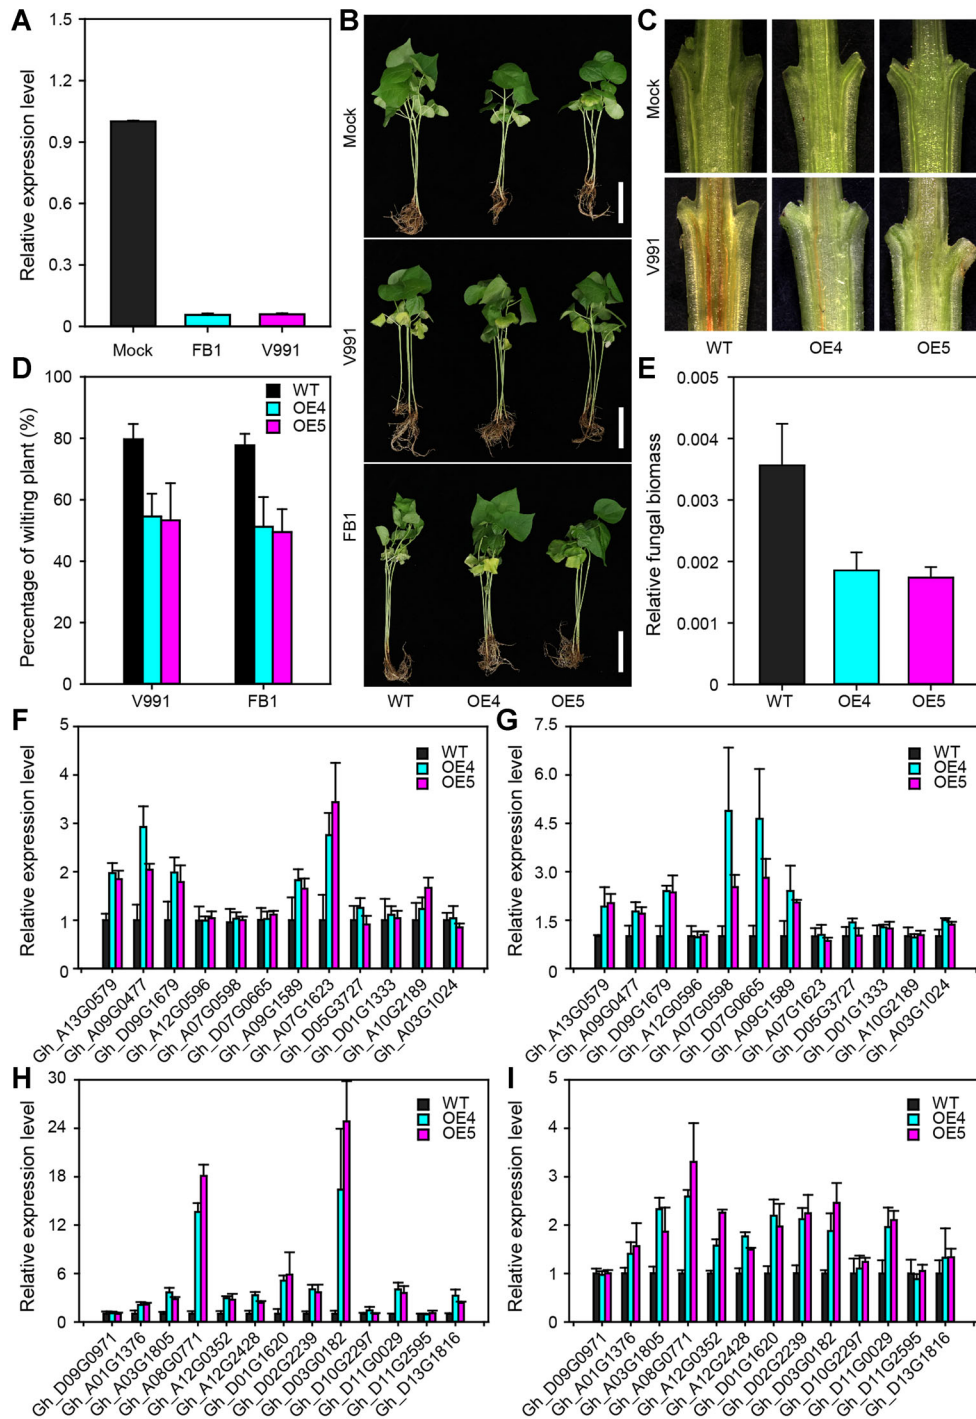 A
Relative expression level
1.5
1.2
0.9
0.6
0.3
0
Mock
FB1
V991
B
Mock
V991
FB1
WT
OE4
OE5
C
Mock
V991
WT
OE4
OE5
D
Percentage of wilting plant (%)
100
80
60
40
20
0
WT
OE4
OE5
V991
FB1
E
Relative fungal biomass
0.005
0.004
0.003
0.002
0.001
0
WT
OE4
OE5
F
Relative expression level
5
4
3
2
1
0
WT
OE4
OE5
Gh_A13G0579
Gh_A09G0477
Gh_D09G1679
Gh_A12G0596
Gh_A07G0598
Gh_D07G0665
Gh_A09G1589
Gh_A07G1623
Gh_D05G3727
Gh_D01G1333
Gh_A10G2189
Gh_A03G1024
G
Relative expression level
7.5
6.0
4.5
3.0
1.5
0
WT
OE4
OE5
Gh_A13G0579
Gh_A09G0477
Gh_D09G1679
Gh_A12G0596
Gh_A07G0598
Gh_D07G0665
Gh_A09G1589
Gh_A07G1623
Gh_D05G3727
Gh_D01G1333
Gh_A10G2189
Gh_A03G1024
H
Relative expression level
30
24
18
12
6
0
WT
OE4
OE5
Gh_D09G0971
Gh_A01G1376
Gh_A03G1805
Gh_A08G0771
Gh_A12G0352
Gh_A12G2428
Gh_D01G1620
Gh_D02G2239
Gh_D03G0182
Gh_D10G2297
Gh_D11G0029
Gh_D11G2595
Gh_D13G1816
I
Relative expression level
5
4
3
2
1
0
WT
OE4
OE5
Gh_D09G0971
Gh_A01G1376
Gh_A03G1805
Gh_A08G0771
Gh_A12G0352
Gh_A12G2428
Gh_D01G1620
Gh_D02G2239
Gh_D03G0182
Gh_D10G2297
Gh_D11G0029
Gh_D11G2595
Gh_D13G1816